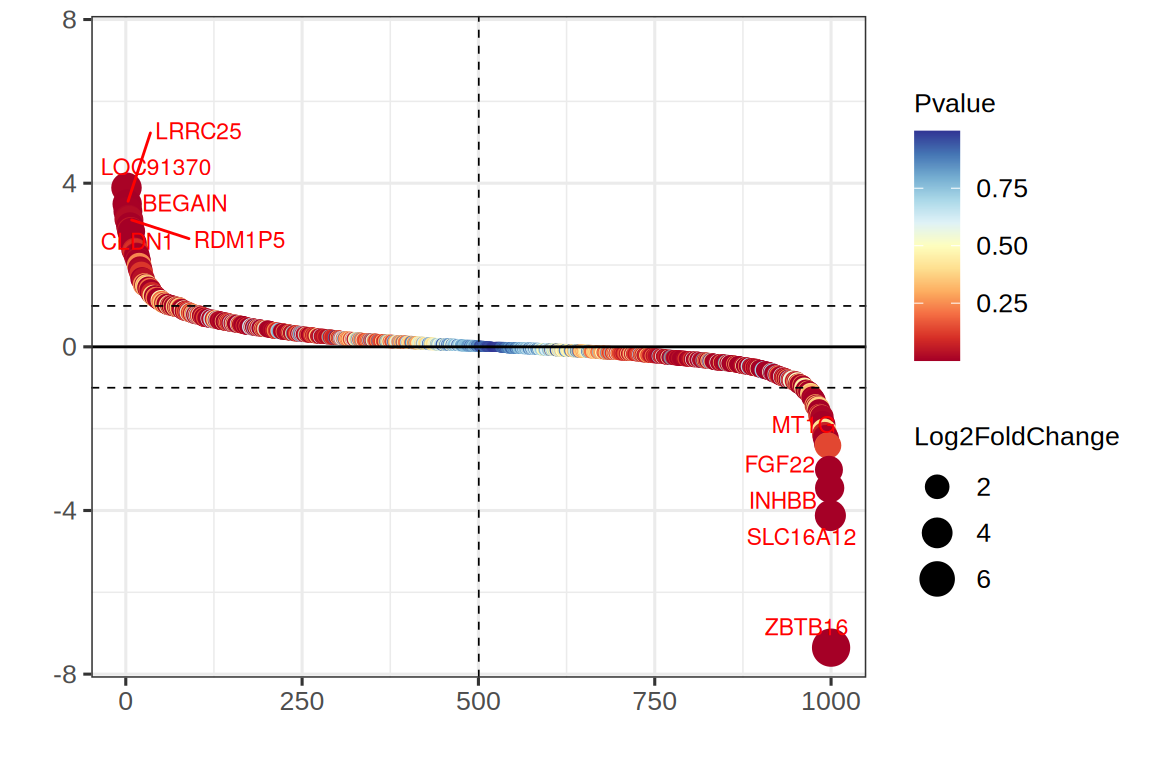 8
4
0
-4
-8
0
250
500
750
1000
LRRC25
LOC91370
BEGAIN
RDM1P5
FGF22
INHBB
SLC16A12
ZBTB16
Pvalue
0.75
0.50
0.25
Log2FoldChange
2
4
6